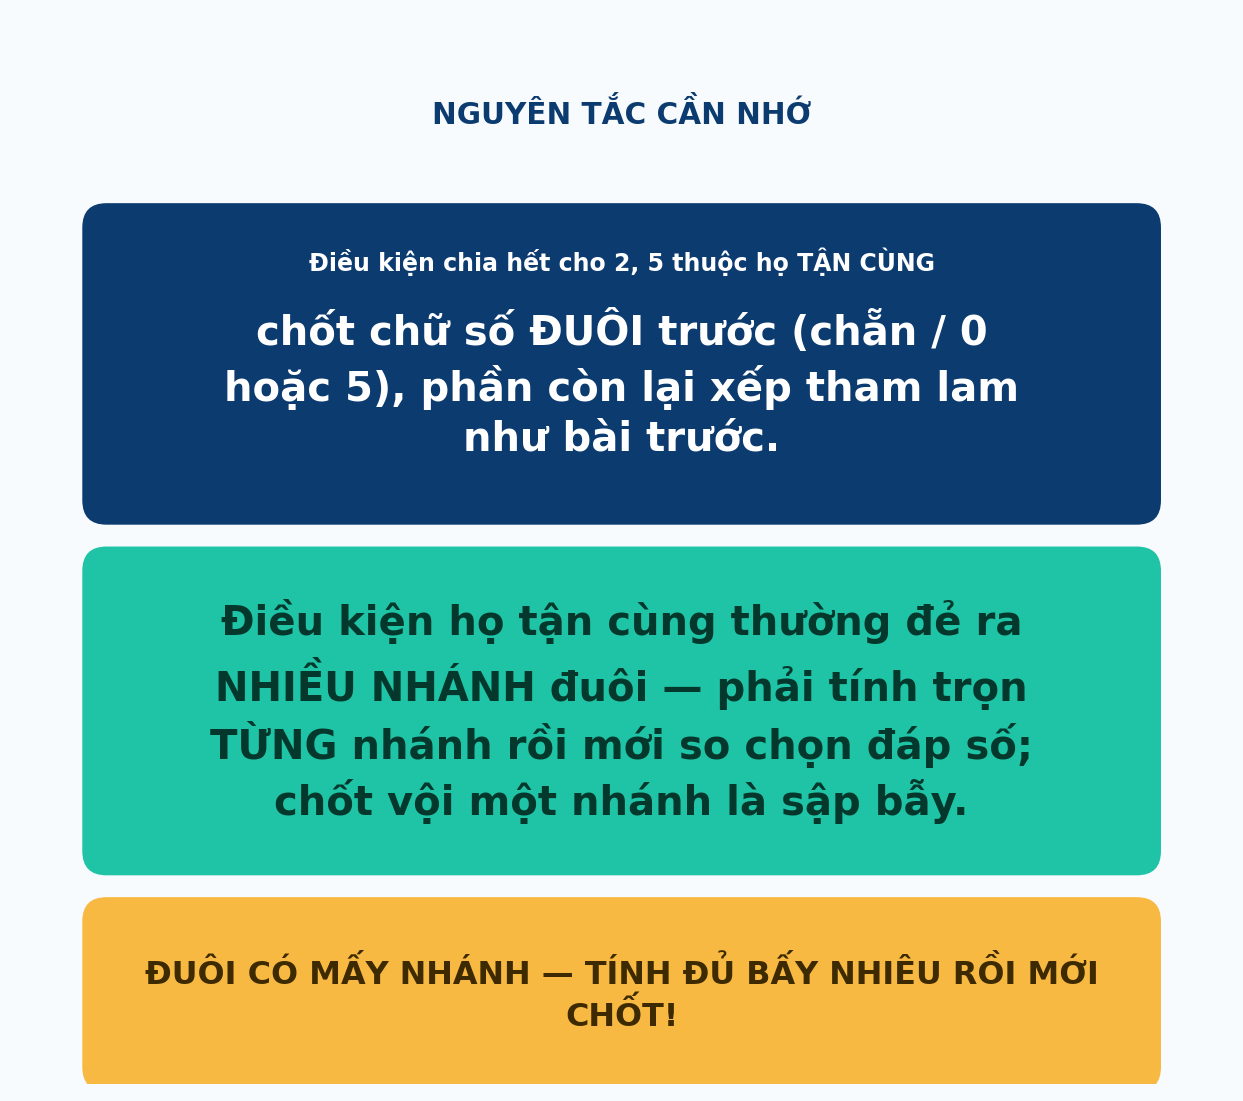 NGUYÊN TẮC CẦN NHỚ
Điều kiện chia hết cho 2, 5 thuộc họ TẬN CÙNG
chốt chữ số ĐUÔI trước (chẵn / 0
hoặc 5), phần còn lại xếp tham lam
như bài trước.
Điều kiện họ tận cùng thường đẻ ra
NHIỀU NHÁNH đuôi — phải tính trọn
TỪNG nhánh rồi mới so chọn đáp số;
chốt vội một nhánh là sập bẫy.
ĐUÔI CÓ MẤY NHÁNH — TÍNH ĐỦ BẤY NHIÊU RỒI MỚI
CHỐT!